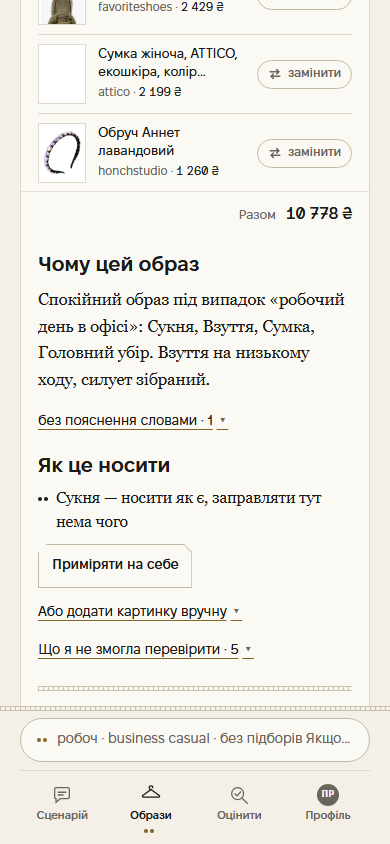 favoriteshoes · 2 429 ₴
Сумка жіноча, ATTICO,
екошкіра, колір...
attico · 2 199 ₴
замінити
Обруч Аннет
лавандовий
honchstudio · 1 260 ₴
замінити
Разом 10 778 ₴
Чому цей образ
Спокійний образ під випадок «робочий
день в офісі»: Сукня, Взуття, Сумка,
Головний убір. Взуття на низькому
ходу, силует зібраний.
без пояснення словами · 1
Як це носити
Сукня — носити як є, заправляти тут
нема чого
Приміряти на себе
Або додати картинку вручну
Що я не змогла перевірити · 5
робоч · business casual · без підборів Якщо...
Сценарій
Образи
Оцінити
ПР
Профіль